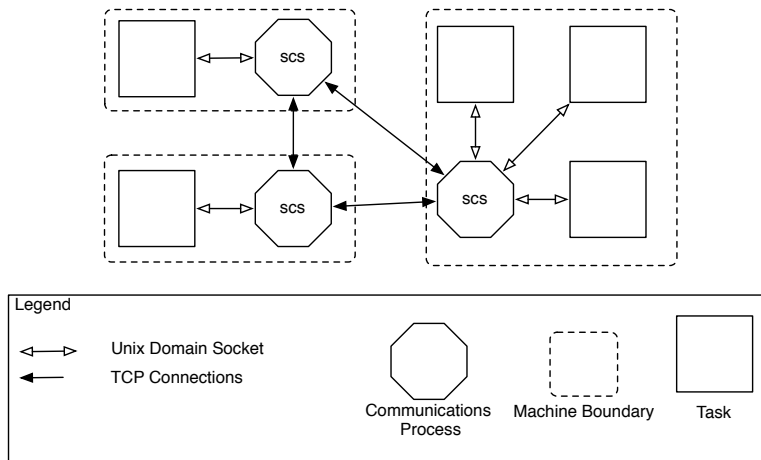 scs
scs
scs
Legend
Unix Domain Socket
TCP Connections
Communications
Process
Machine Boundary
Task